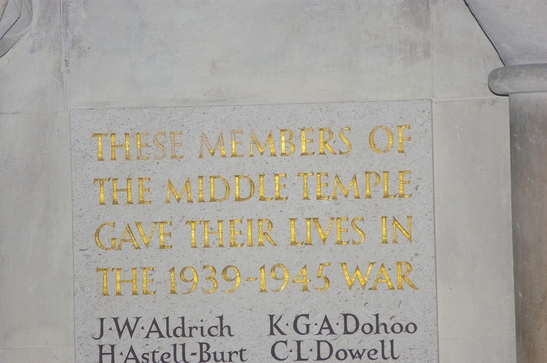 THESE MEMBERS OF
THE MIDDLE TEMPLE
GAVE THEIR LIVES IN
THE 1939-1945 WAR
J·W·Aldrich K·G·A·Dohoo
H·Astell-Burt C·L·Dowell